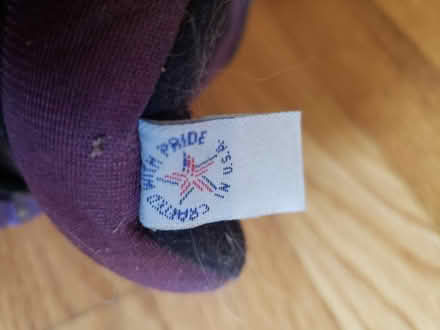 CRAFTED WITH PRIDE IN U.S.A.